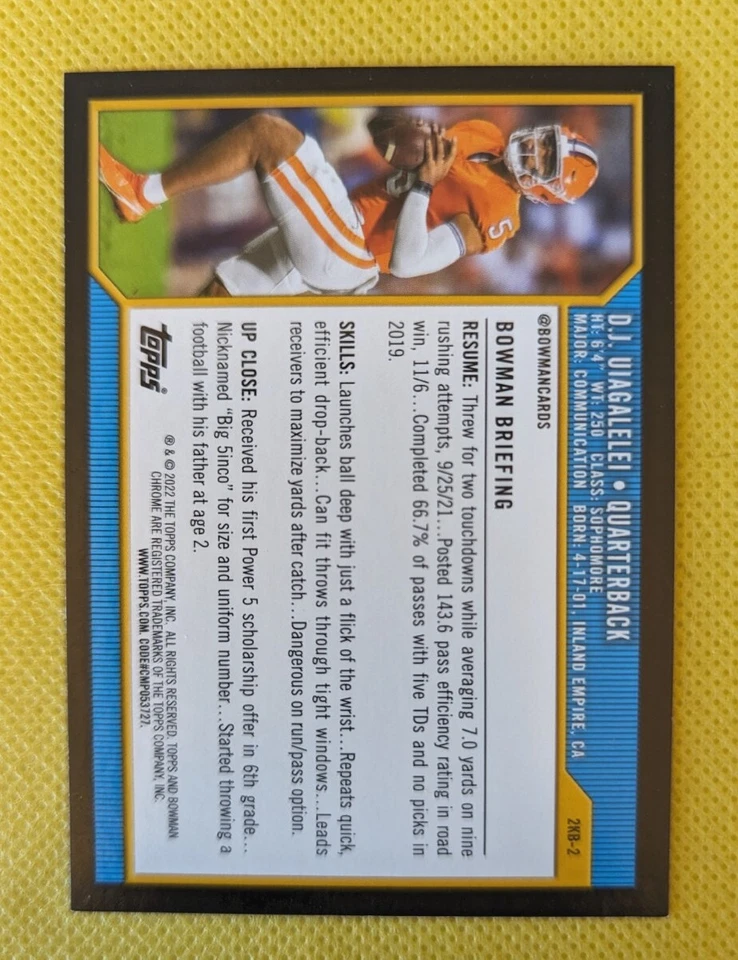 D.J. UIAGALELEI • QUARTERBACK
HT: 6'4" WT: 250 CLASS: SOPHOMORE
MAJOR: COMMUNICATION BORN: 4-17-01, INLAND EMPIRE, CA
2KB-2
@BOWMANCARDS
BOWMAN BRIEFING
RESUME: Threw for two touchdowns while averaging 7.0 yards on nine
rushing attempts, 9/25/21...Posted 143.6 pass efficiency rating in road
win, 11/6...Completed 66.7% of passes with five TDs and no picks in
2019.
SKILLS: Launches ball deep with just a flick of the wrist...Repeats quick,
efficient drop-back...Can fit throws through tight windows...Leads
receivers to maximize yards after catch...Dangerous on run/pass option.
UP CLOSE: Received his first Power 5 scholarship offer in 6th grade...
Nicknamed "Big 5inco" for size and uniform number...Started throwing a
football with his father at age 2.
5
topps®
® & © 2022 THE TOPPS COMPANY, INC. ALL RIGHTS RESERVED. TOPPS AND BOWMAN
CHROME ARE REGISTERED TRADEMARKS OF THE TOPPS COMPANY, INC.
WWW.TOPPS.COM. CODE#CMP053727.